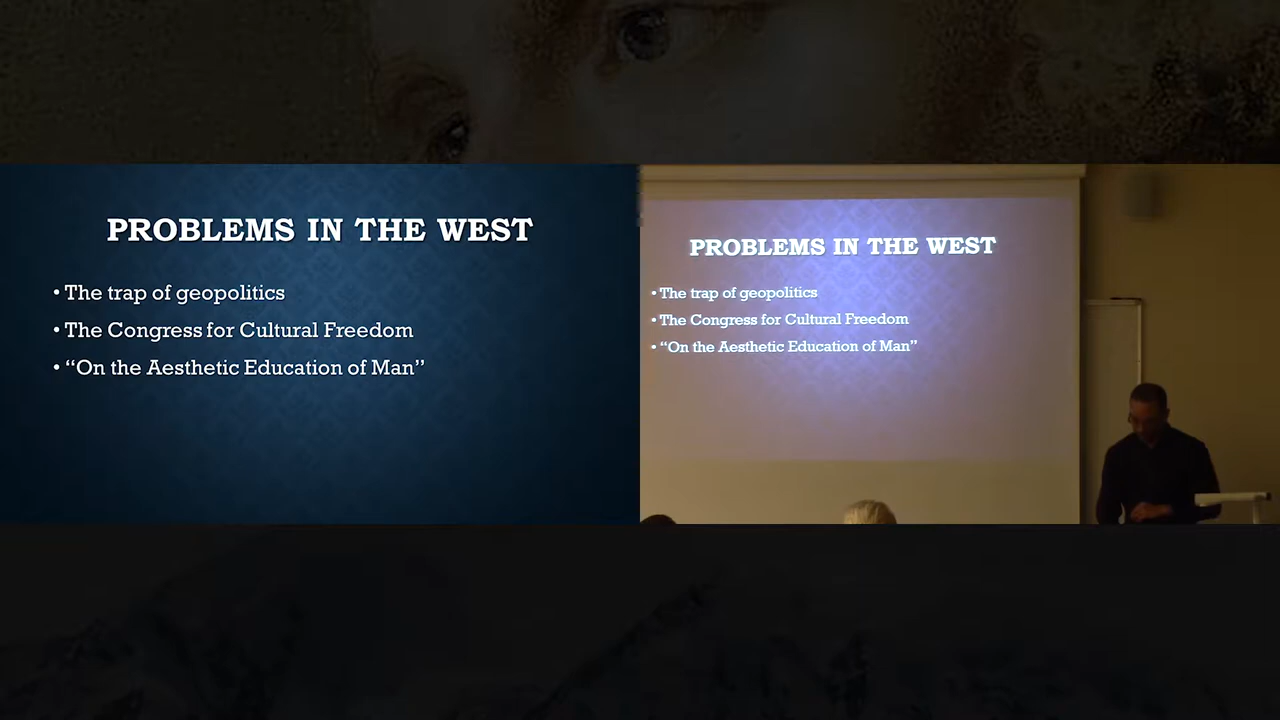 PROBLEMS IN THE WEST
• The trap of geopolitics
• The Congress for Cultural Freedom
• “On the Aesthetic Education of Man”
PROBLEMS IN THE WEST
• The trap of geopolitics
• The Congress for Cultural Freedom
• “On the Aesthetic Education of Man”